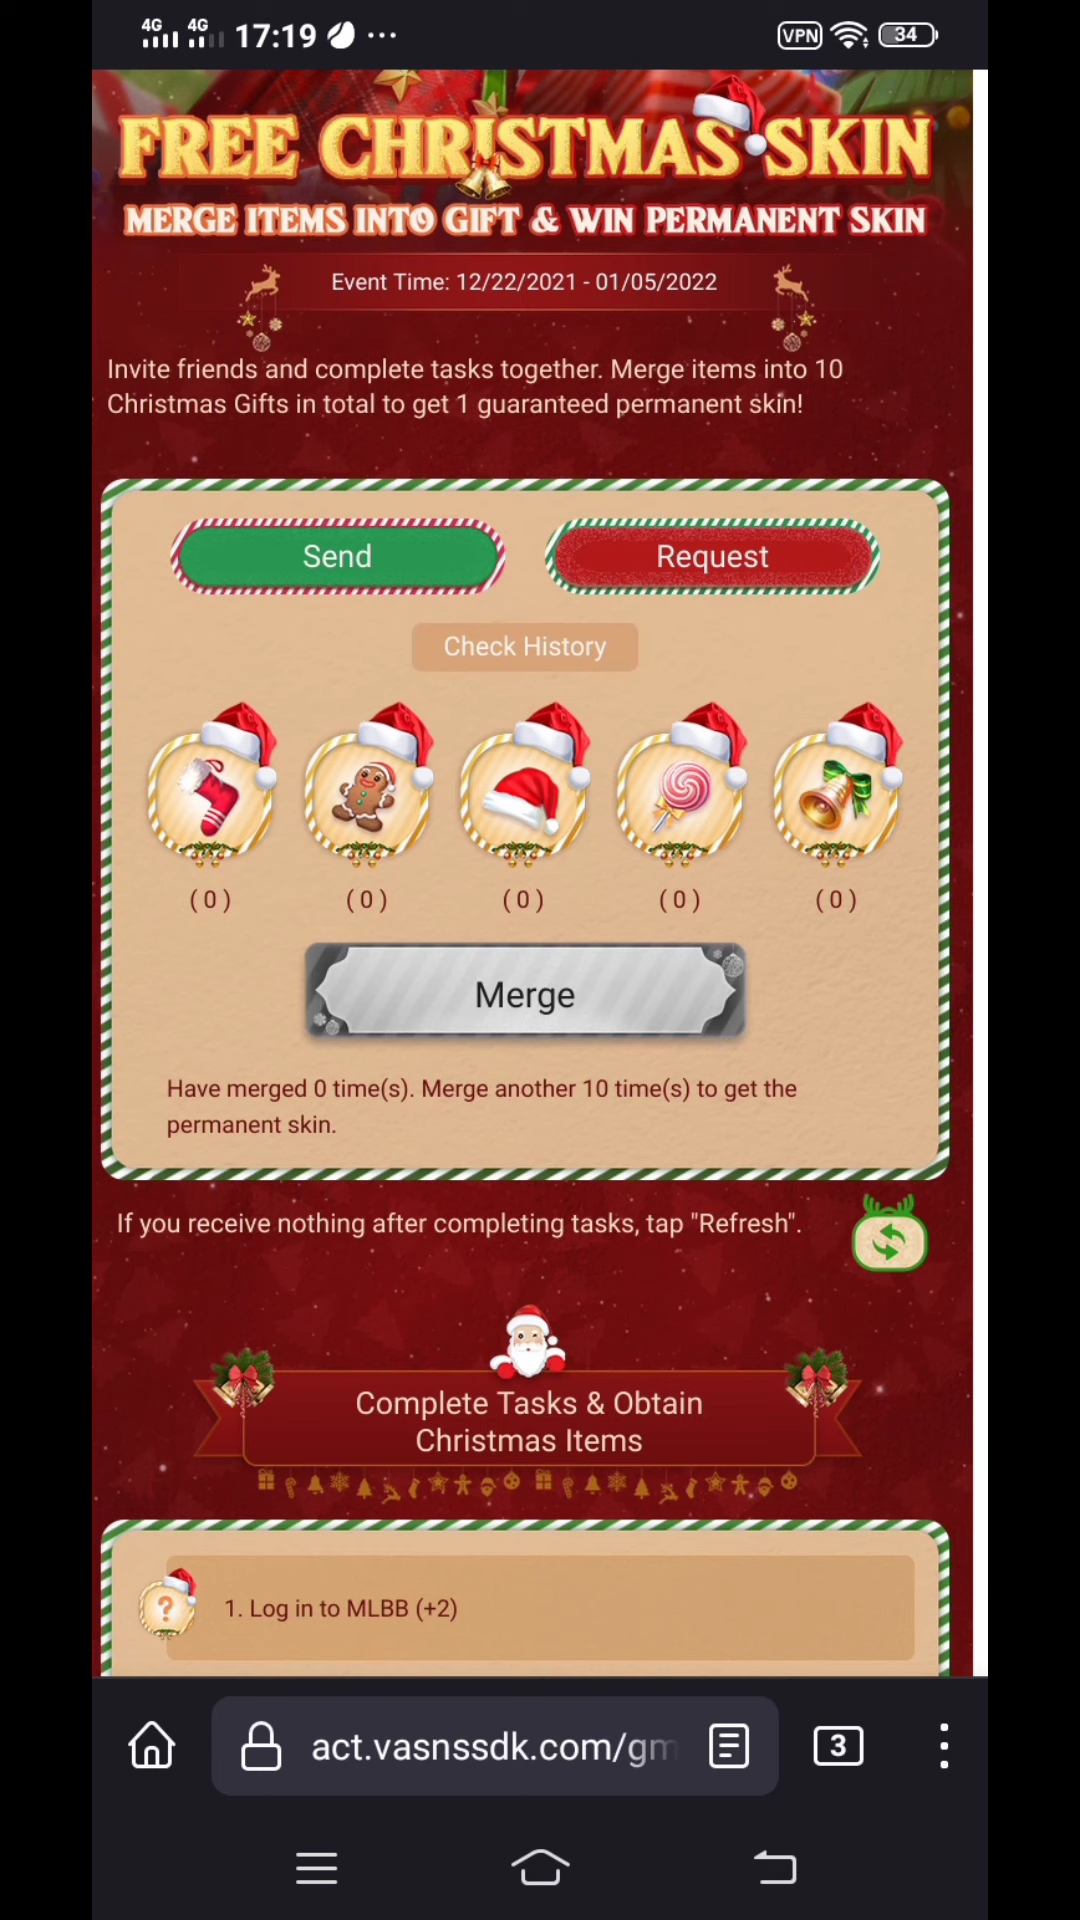 4G 4G 17:19 VPN 34
FREE CHRISTMAS SKIN
MERGE ITEMS INTO GIFT & WIN PERMANENT SKIN
Event Time: 12/22/2021 - 01/05/2022
Invite friends and complete tasks together. Merge items into 10
Christmas Gifts in total to get 1 guaranteed permanent skin!
Send Request
Check History
( 0 ) ( 0 ) ( 0 ) ( 0 ) ( 0 )
Merge
Have merged 0 time(s). Merge another 10 time(s) to get the
permanent skin.
If you receive nothing after completing tasks, tap "Refresh".
Complete Tasks & Obtain
Christmas Items
?
1. Log in to MLBB (+2)
act.vasnssdk.com/gm 3